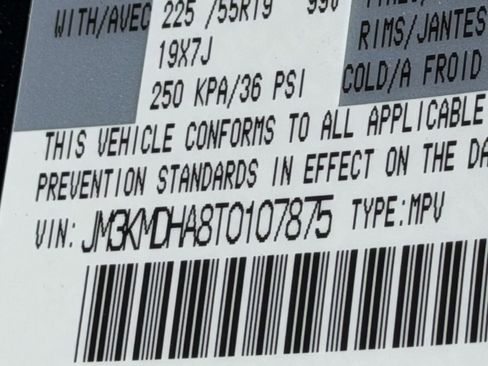 WITH/AVEC 225 /55R19 99V
19X7J RIMS/JANTES
250 KPA/36 PSI COLD/A FROID
THIS VEHICLE CONFORMS TO ALL APPLICABLE
PREVENTION STANDARDS IN EFFECT ON THE DA
VIN: JM3KMDHA8T0107875 TYPE:MPV